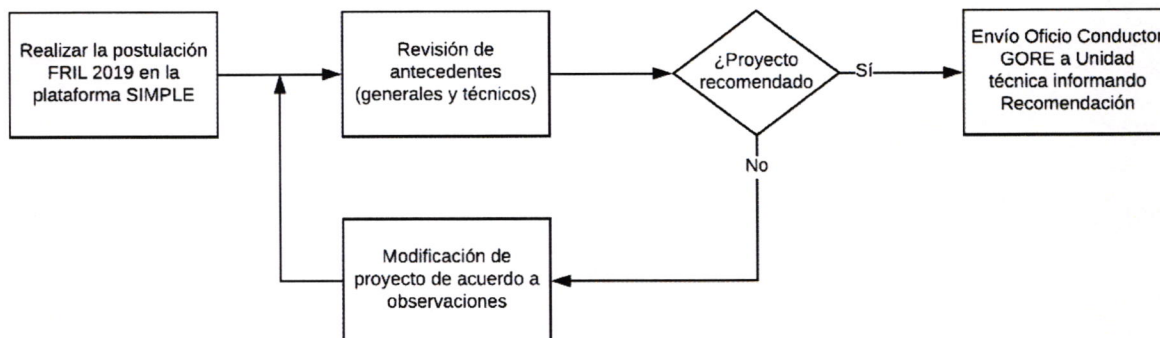 Realizar la postulación
FRIL 2019 en la
plataforma SIMPLE
Revisión de
antecedentes
(generales y técnicos)
¿Proyecto
recomendado
Sí
Envío Oficio Conductor
GORE a Unidad
técnica informando
Recomendación
No
Modificación de
proyecto de acuerdo a
observaciones